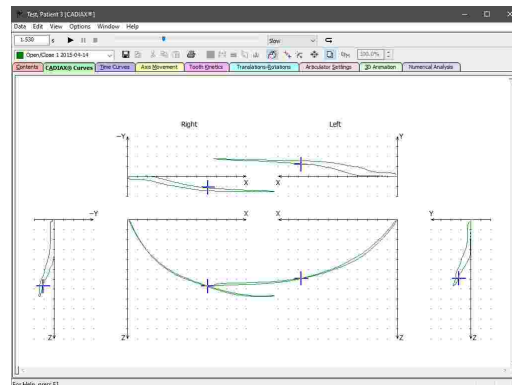 Test, Patient 3 [CADIAX®]
Data Edit View Options Window Help
1.530 s Slow
Open/Close 1 2015-04-14 100.0%
Contents CADIAX® Curves Time Curves Axis Movement Tooth Kinetics Translations-Rotations Articulator Settings 3D Animation Numerical Analysis
Right Left
-Y Y
X X
-Y X X Y
Z Z Z Z
For Help, press F1